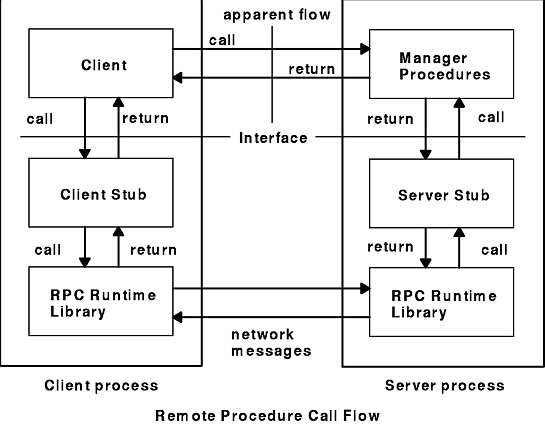 apparent flow
call
return
Client
Manager
Procedures
call
return
return
call
Interface
Client Stub
Server Stub
call
return
return
call
RPC Runtime
Library
RPC Runtime
Library
network
messages
Client process
Server process
Remote Procedure Call Flow